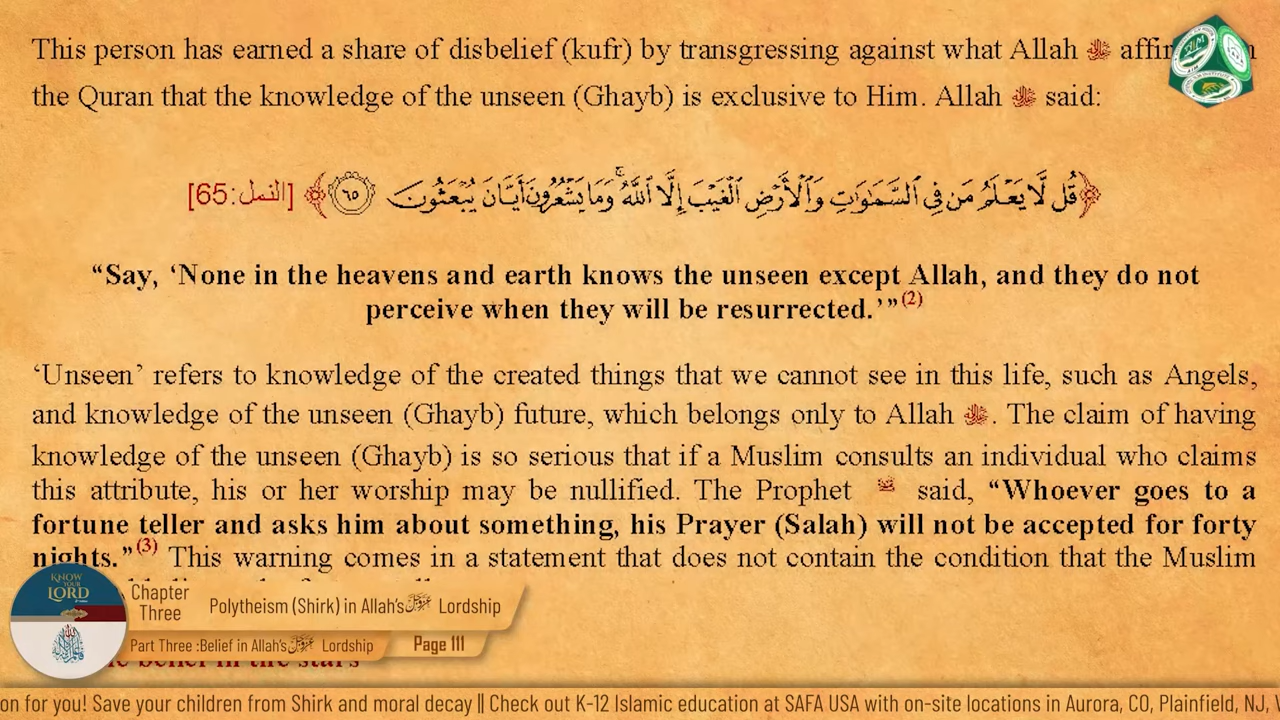 This person has earned a share of disbelief (kufr) by transgressing against what Allah ﷻ
the Quran that the knowledge of the unseen (Ghayb) is exclusive to Him. Allah ﷻ said:
﴿قُل لَّا يَعْلَمُ مَن فِي السَّمَٰوَٰتِ وَالْأَرْضِ الْغَيْبَ إِلَّا اللَّهُ ۚ وَمَا يَشْعُرُونَ أَيَّانَ يُبْعَثُونَ ٦٥﴾ [النمل:65]
“Say, ‘None in the heavens and earth knows the unseen except Allah, and they do not
perceive when they will be resurrected.’”(2)
‘Unseen’ refers to knowledge of the created things that we cannot see in this life, such as Angels,
and knowledge of the unseen (Ghayb) future, which belongs only to Allah ﷻ. The claim of having
knowledge of the unseen (Ghayb) is so serious that if a Muslim consults an individual who claims
this attribute, his or her worship may be nullified. The Prophet ﷺ said, “Whoever goes to a
fortune teller and asks him about something, his Prayer (Salah) will not be accepted for forty
nights.”(3) This warning comes in a statement that does not contain the condition that the Muslim
KNOW
YOUR
LORD
Chapter
Three
Polytheism (Shirk) in Allah’s عزوجل Lordship
Part Three :Belief in Allah’s عزوجل Lordship
Page 111
belief in the stars
on for you! Save your children from Shirk and moral decay || Check out K-12 Islamic education at SAFA USA with on-site locations in Aurora, CO, Plainfield, NJ,